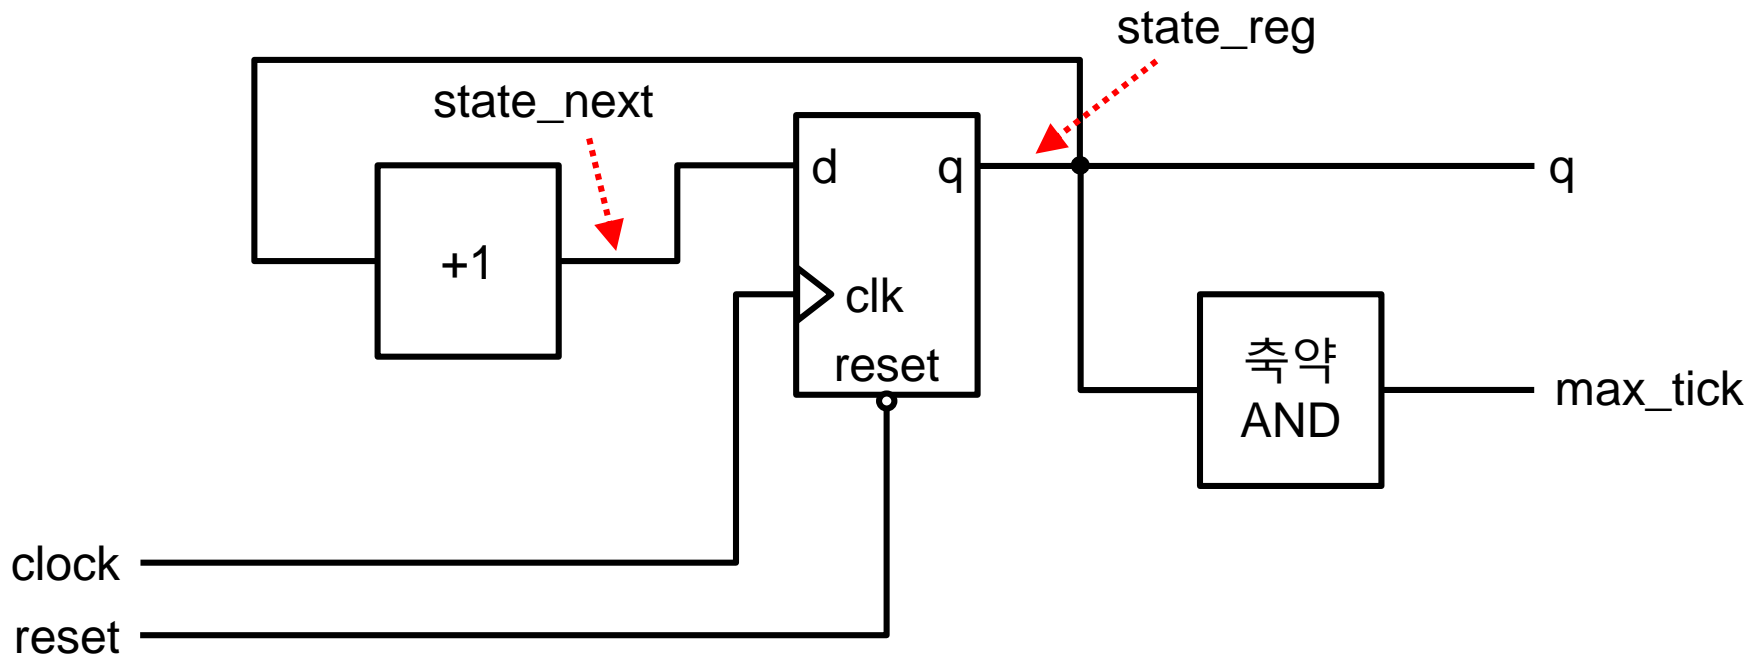 state_reg
state_next
d
q
q
+1
clk
축약
AND
reset
max_tick
clock
reset